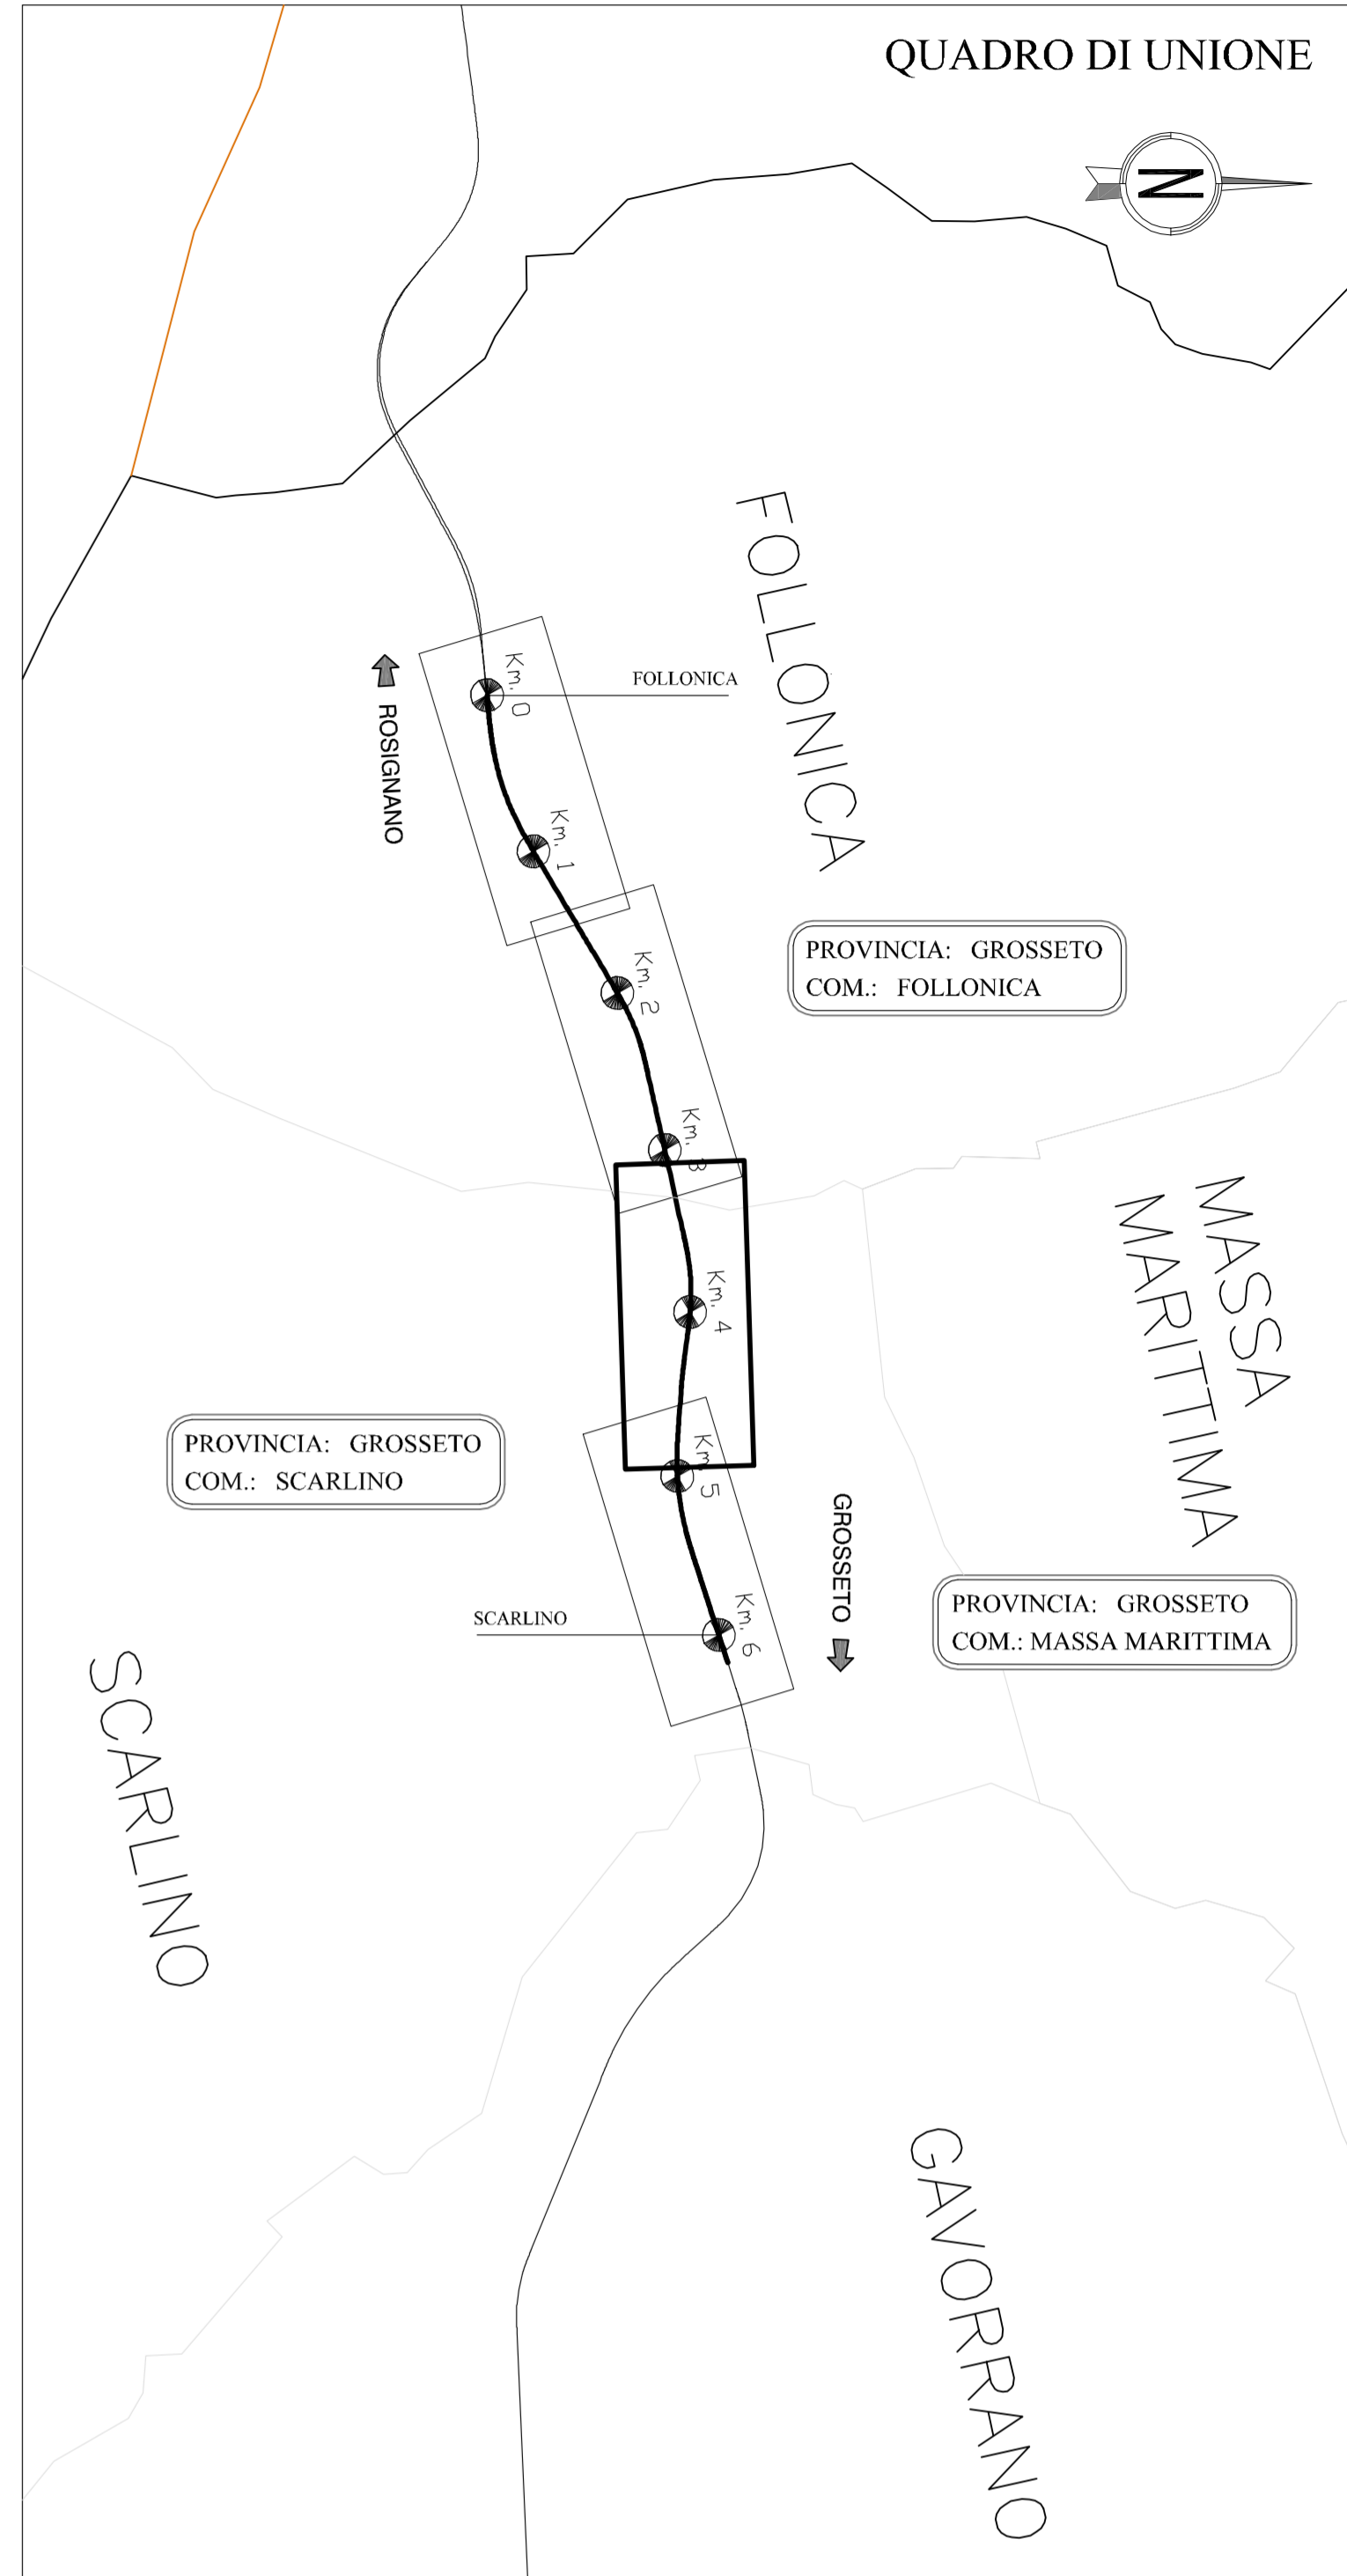 QUADRO DI UNIONE
N
FOLLONICA
Km. 0
FOLLONICA
ROSIGNANO
Km. 1
PROVINCIA: GROSSETO
COM.: FOLLONICA
Km. 2
Km. 3
MASSA
MARITTIMA
Km. 4
PROVINCIA: GROSSETO
COM.: SCARLINO
Km. 5
GROSSETO
PROVINCIA: GROSSETO
COM.: MASSA MARITTIMA
SCARLINO
Km. 6
SCARLINO
GAVORRANO